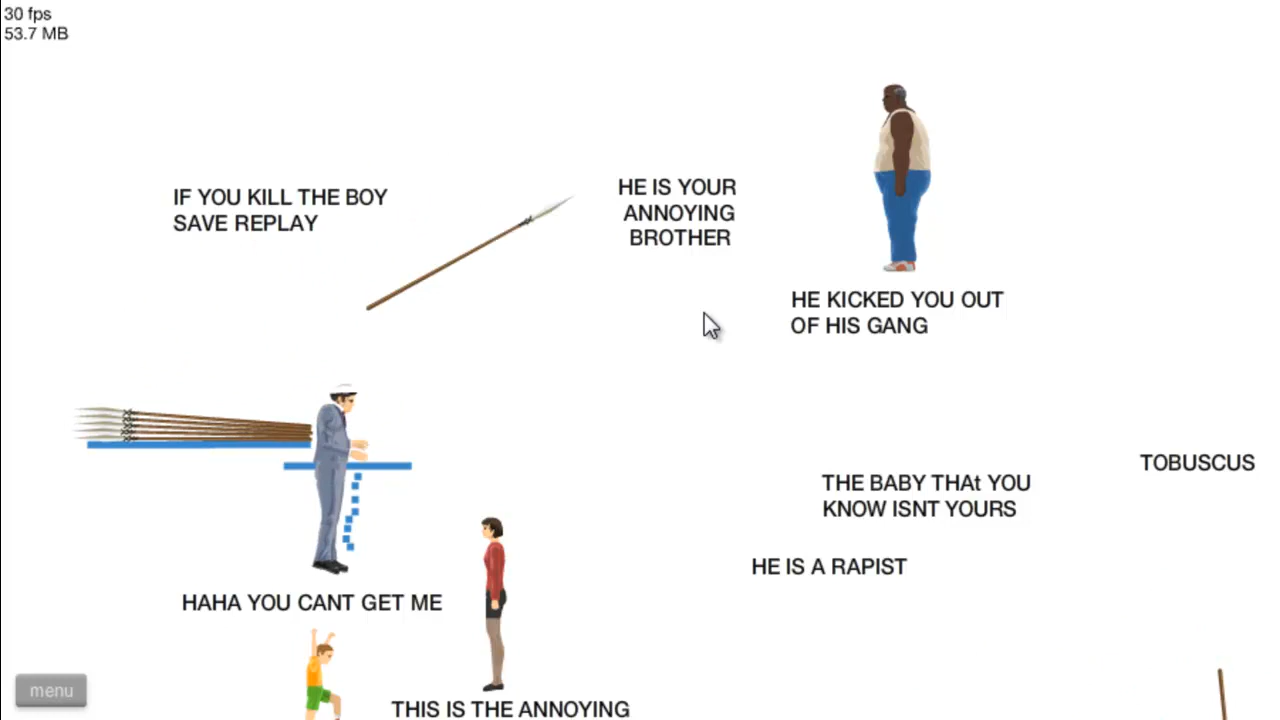 30 fps
53.7 MB
IF YOU KILL THE BOY
SAVE REPLAY
HE IS YOUR
ANNOYING
BROTHER
HE KICKED YOU OUT
OF HIS GANG
TOBUSCUS
THE BABY THAt YOU
KNOW ISNT YOURS
HE IS A RAPIST
HAHA YOU CANT GET ME
menu
THIS IS THE ANNOYING